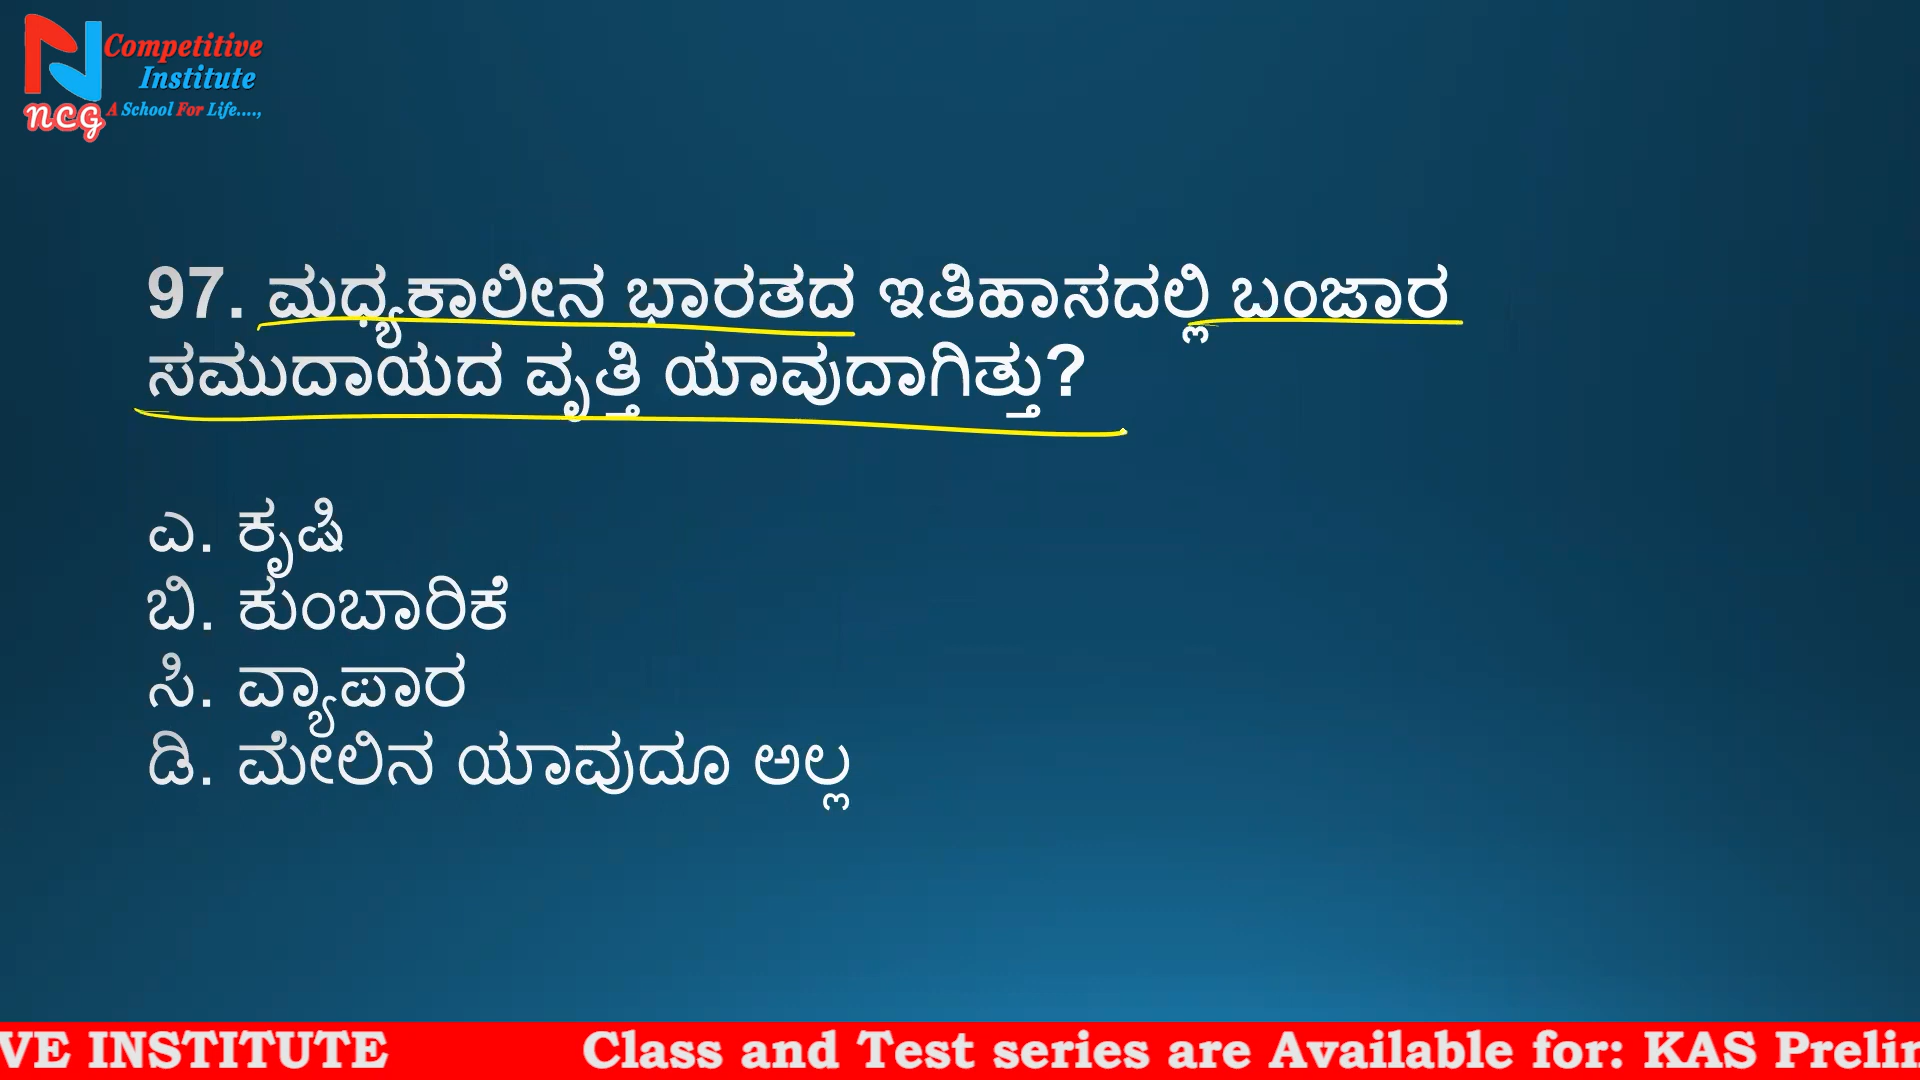 Competitive
Institute
ncg A School For Life....,
97. ಮಧ್ಯಕಾಲೀನ ಭಾರತದ ಇತಿಹಾಸದಲ್ಲಿ ಬಂಜಾರ
ಸಮುದಾಯದ ವೃತ್ತಿ ಯಾವುದಾಗಿತ್ತು?
ಎ. ಕೃಷಿ
ಬಿ. ಕುಂಬಾರಿಕೆ
ಸಿ. ವ್ಯಾಪಾರ
ಡಿ. ಮೇಲಿನ ಯಾವುದೂ ಅಲ್ಲ
VE INSTITUTE Class and Test series are Available for: KAS Prelin